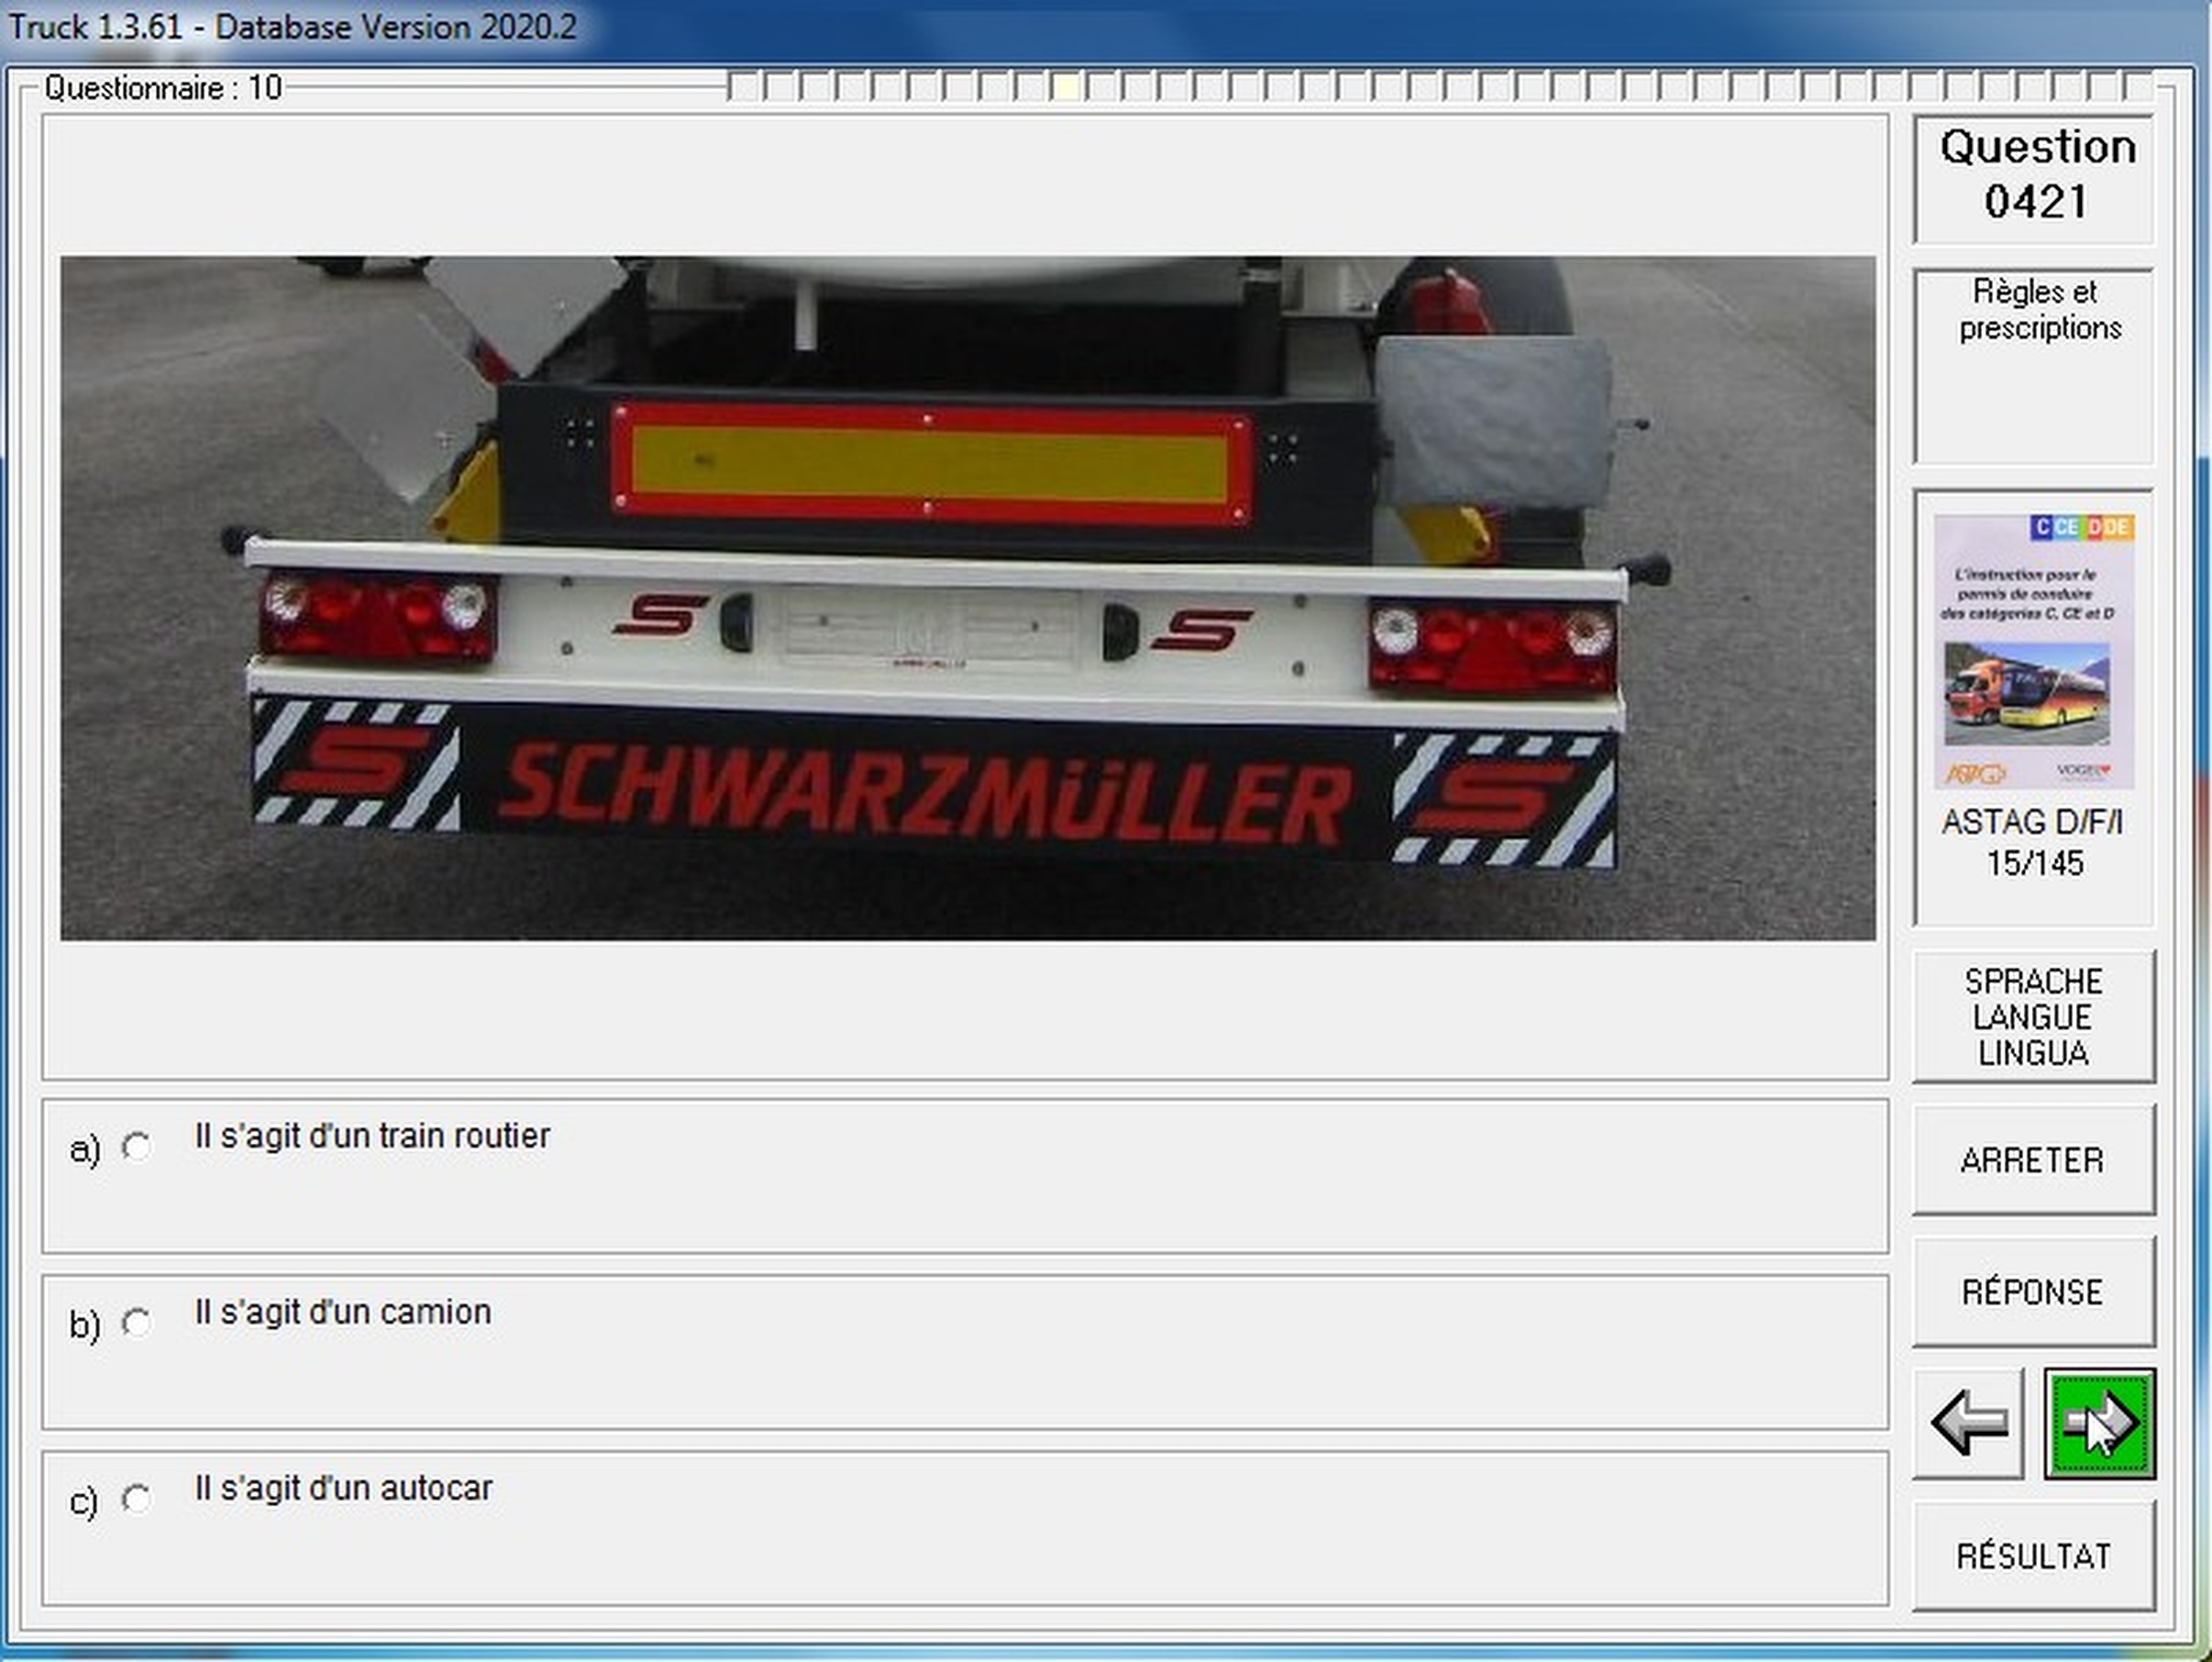 Truck 1.3.61 - Database Version 2020.2
Questionnaire : 10
Question
0421
Règles et
prescriptions
C CE D DE
L'instruction pour le
permis de conduire
des catégories C, CE et D
ASTAG
VOGEL
ASTAG D/F/I
15/145
S S
S SCHWARZMÜLLER S
SPRACHE
LANGUE
LINGUA
ARRETER
RÉPONSE
RÉSULTAT
a) Il s'agit d'un train routier
b) Il s'agit d'un camion
c) Il s'agit d'un autocar